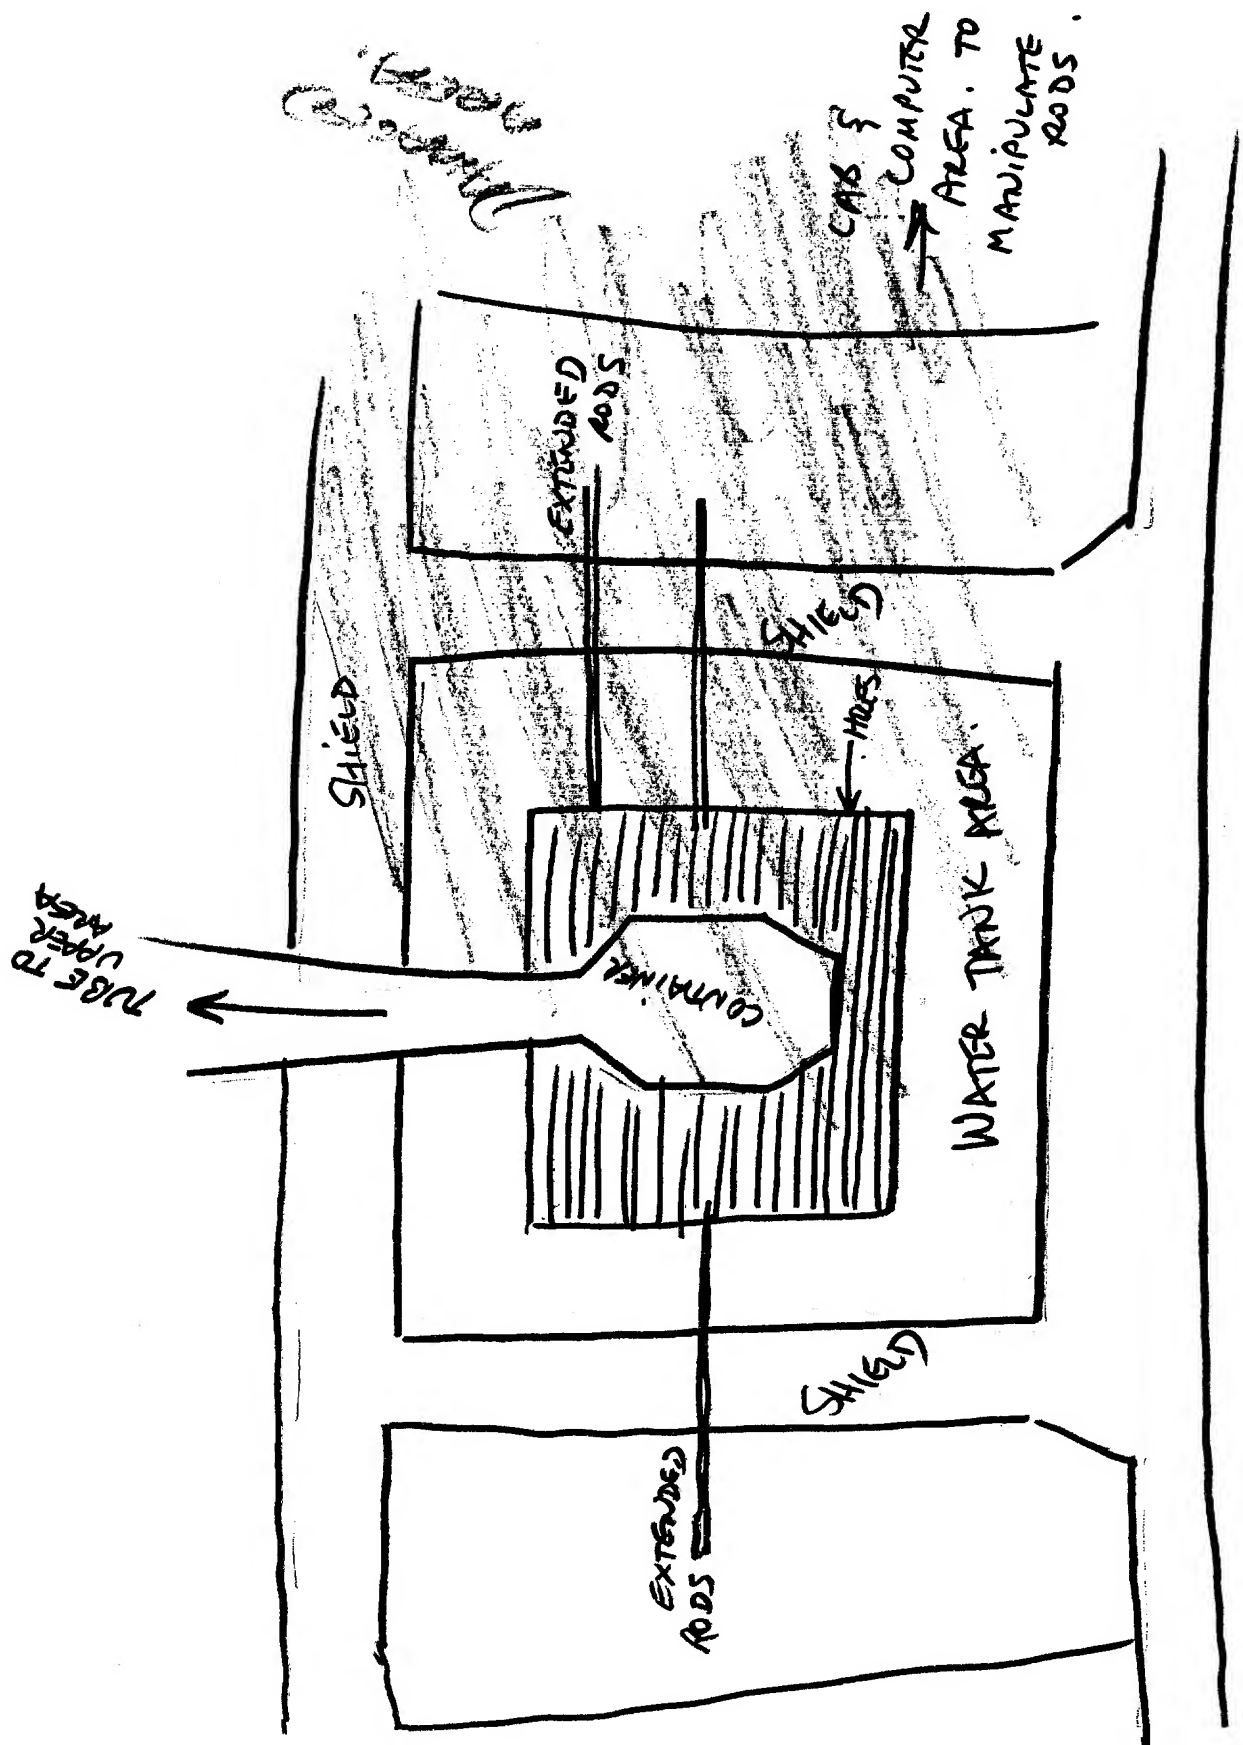 TUBE TO
UPPER
AREA
SHIELD
EXTENDED
RODS
CONTAINER
SHIELD
HOLES
WATER TANK AREA.
EXTENDED
RODS
SHIELD
LAB &
COMPUTER
AREA. TO
MANIPULATE
RODS.